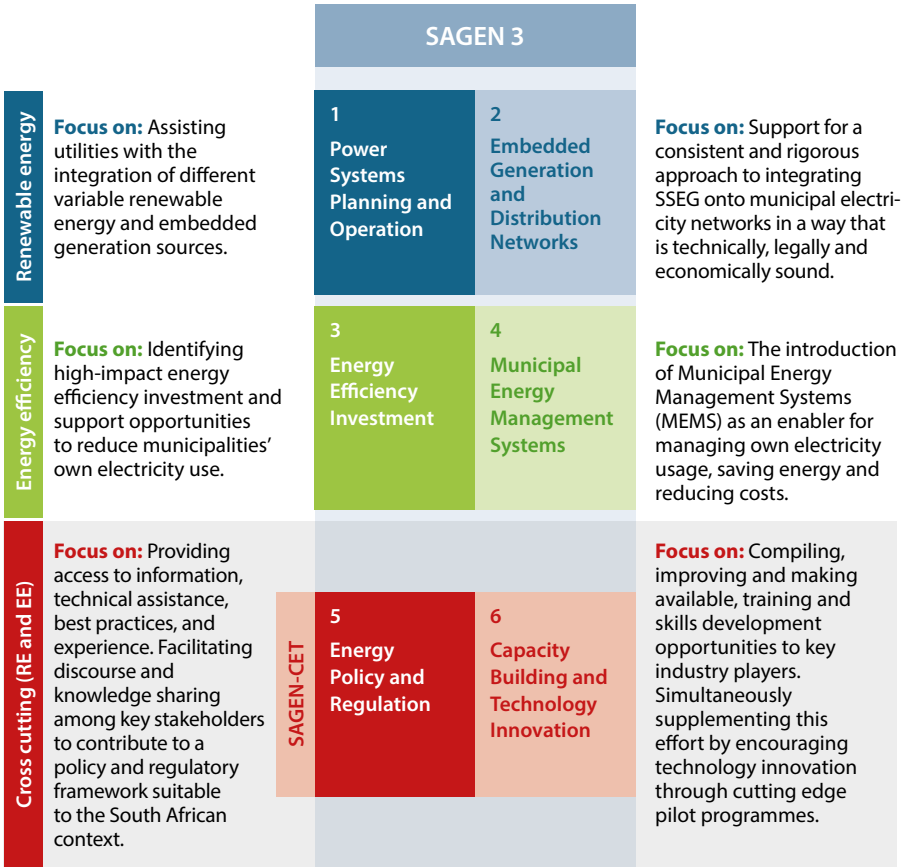 SAGEN 3
Renewable energy
Focus on: Assisting
utilities with the
integration of different
variable renewable
energy and embedded
generation sources.
1
Power
Systems
Planning and
Operation
2
Embedded
Generation
and
Distribution
Networks
Focus on: Support for a
consistent and rigorous
approach to integrating
SSEG onto municipal electri-
city networks in a way that
is technically, legally and
economically sound.
Energy efficiency
Focus on: Identifying
high-impact energy
efficiency investment and
support opportunities
to reduce municipalities'
own electricity use.
3
Energy
Efficiency
Investment
4
Municipal
Energy
Management
Systems
Focus on: The introduction
of Municipal Energy
Management Systems
(MEMS) as an enabler for
managing own electricity
usage, saving energy and
reducing costs.
Cross cutting (RE and EE)
Focus on: Providing
access to information,
technical assistance,
best practices, and
experience. Facilitating
discourse and
knowledge sharing
among key stakeholders
to contribute to a
policy and regulatory
framework suitable
to the South African
context.
SAGEN-CET
5
Energy
Policy and
Regulation
6
Capacity
Building and
Technology
Innovation
Focus on: Compiling,
improving and making
available, training and
skills development
opportunities to key
industry players.
Simultaneously
supplementing this
effort by encouraging
technology innovation
through cutting edge
pilot programmes.